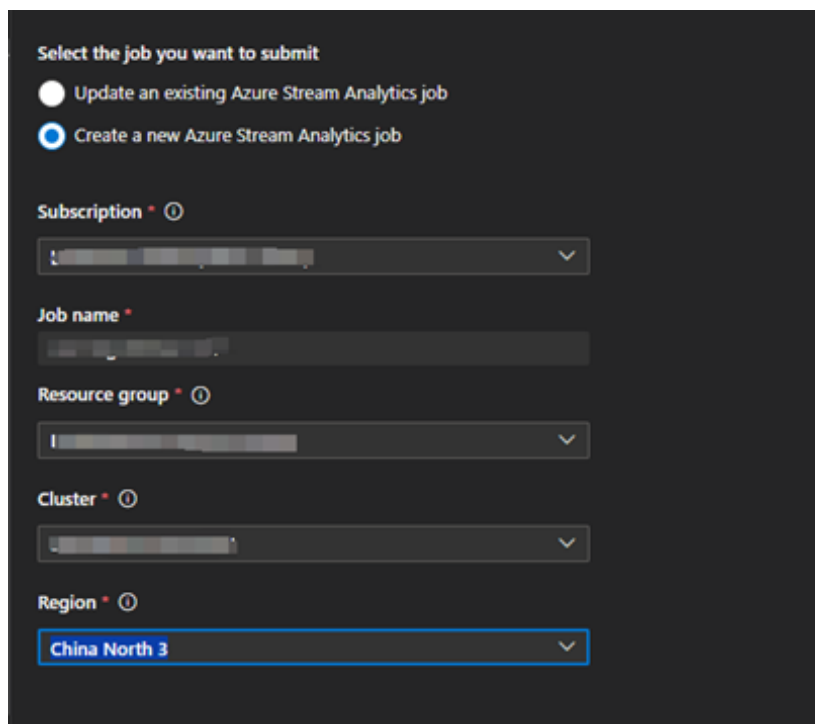 Select the job you want to submit
Update an existing Azure Stream Analytics job
Create a new Azure Stream Analytics job
Subscription *
Job name *
Resource group *
Cluster *
Region *
China North 3